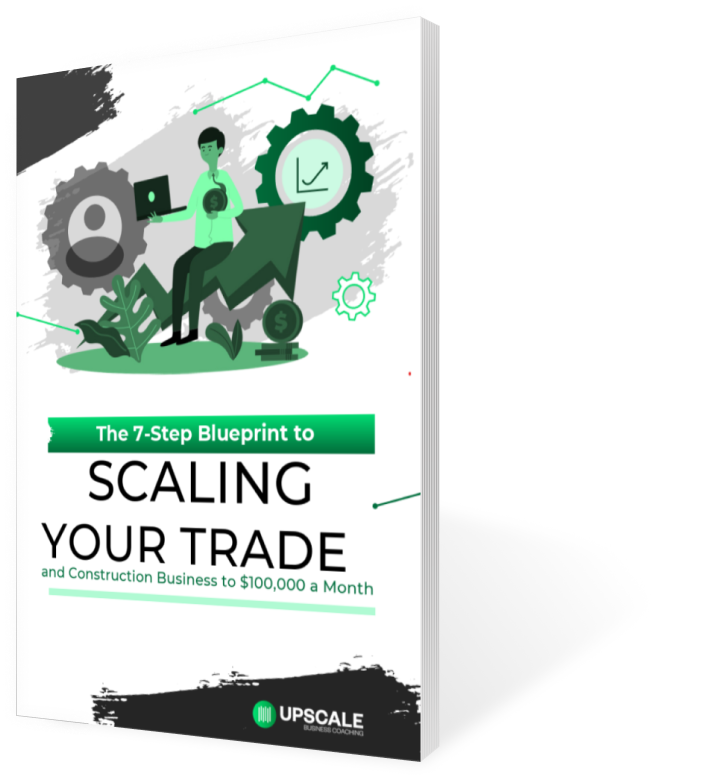 The 7-Step Blueprint to
SCALING
YOUR TRADE
and Construction Business to $100,000 a Month
UPSCALE
BUSINESS COACHING
$
$